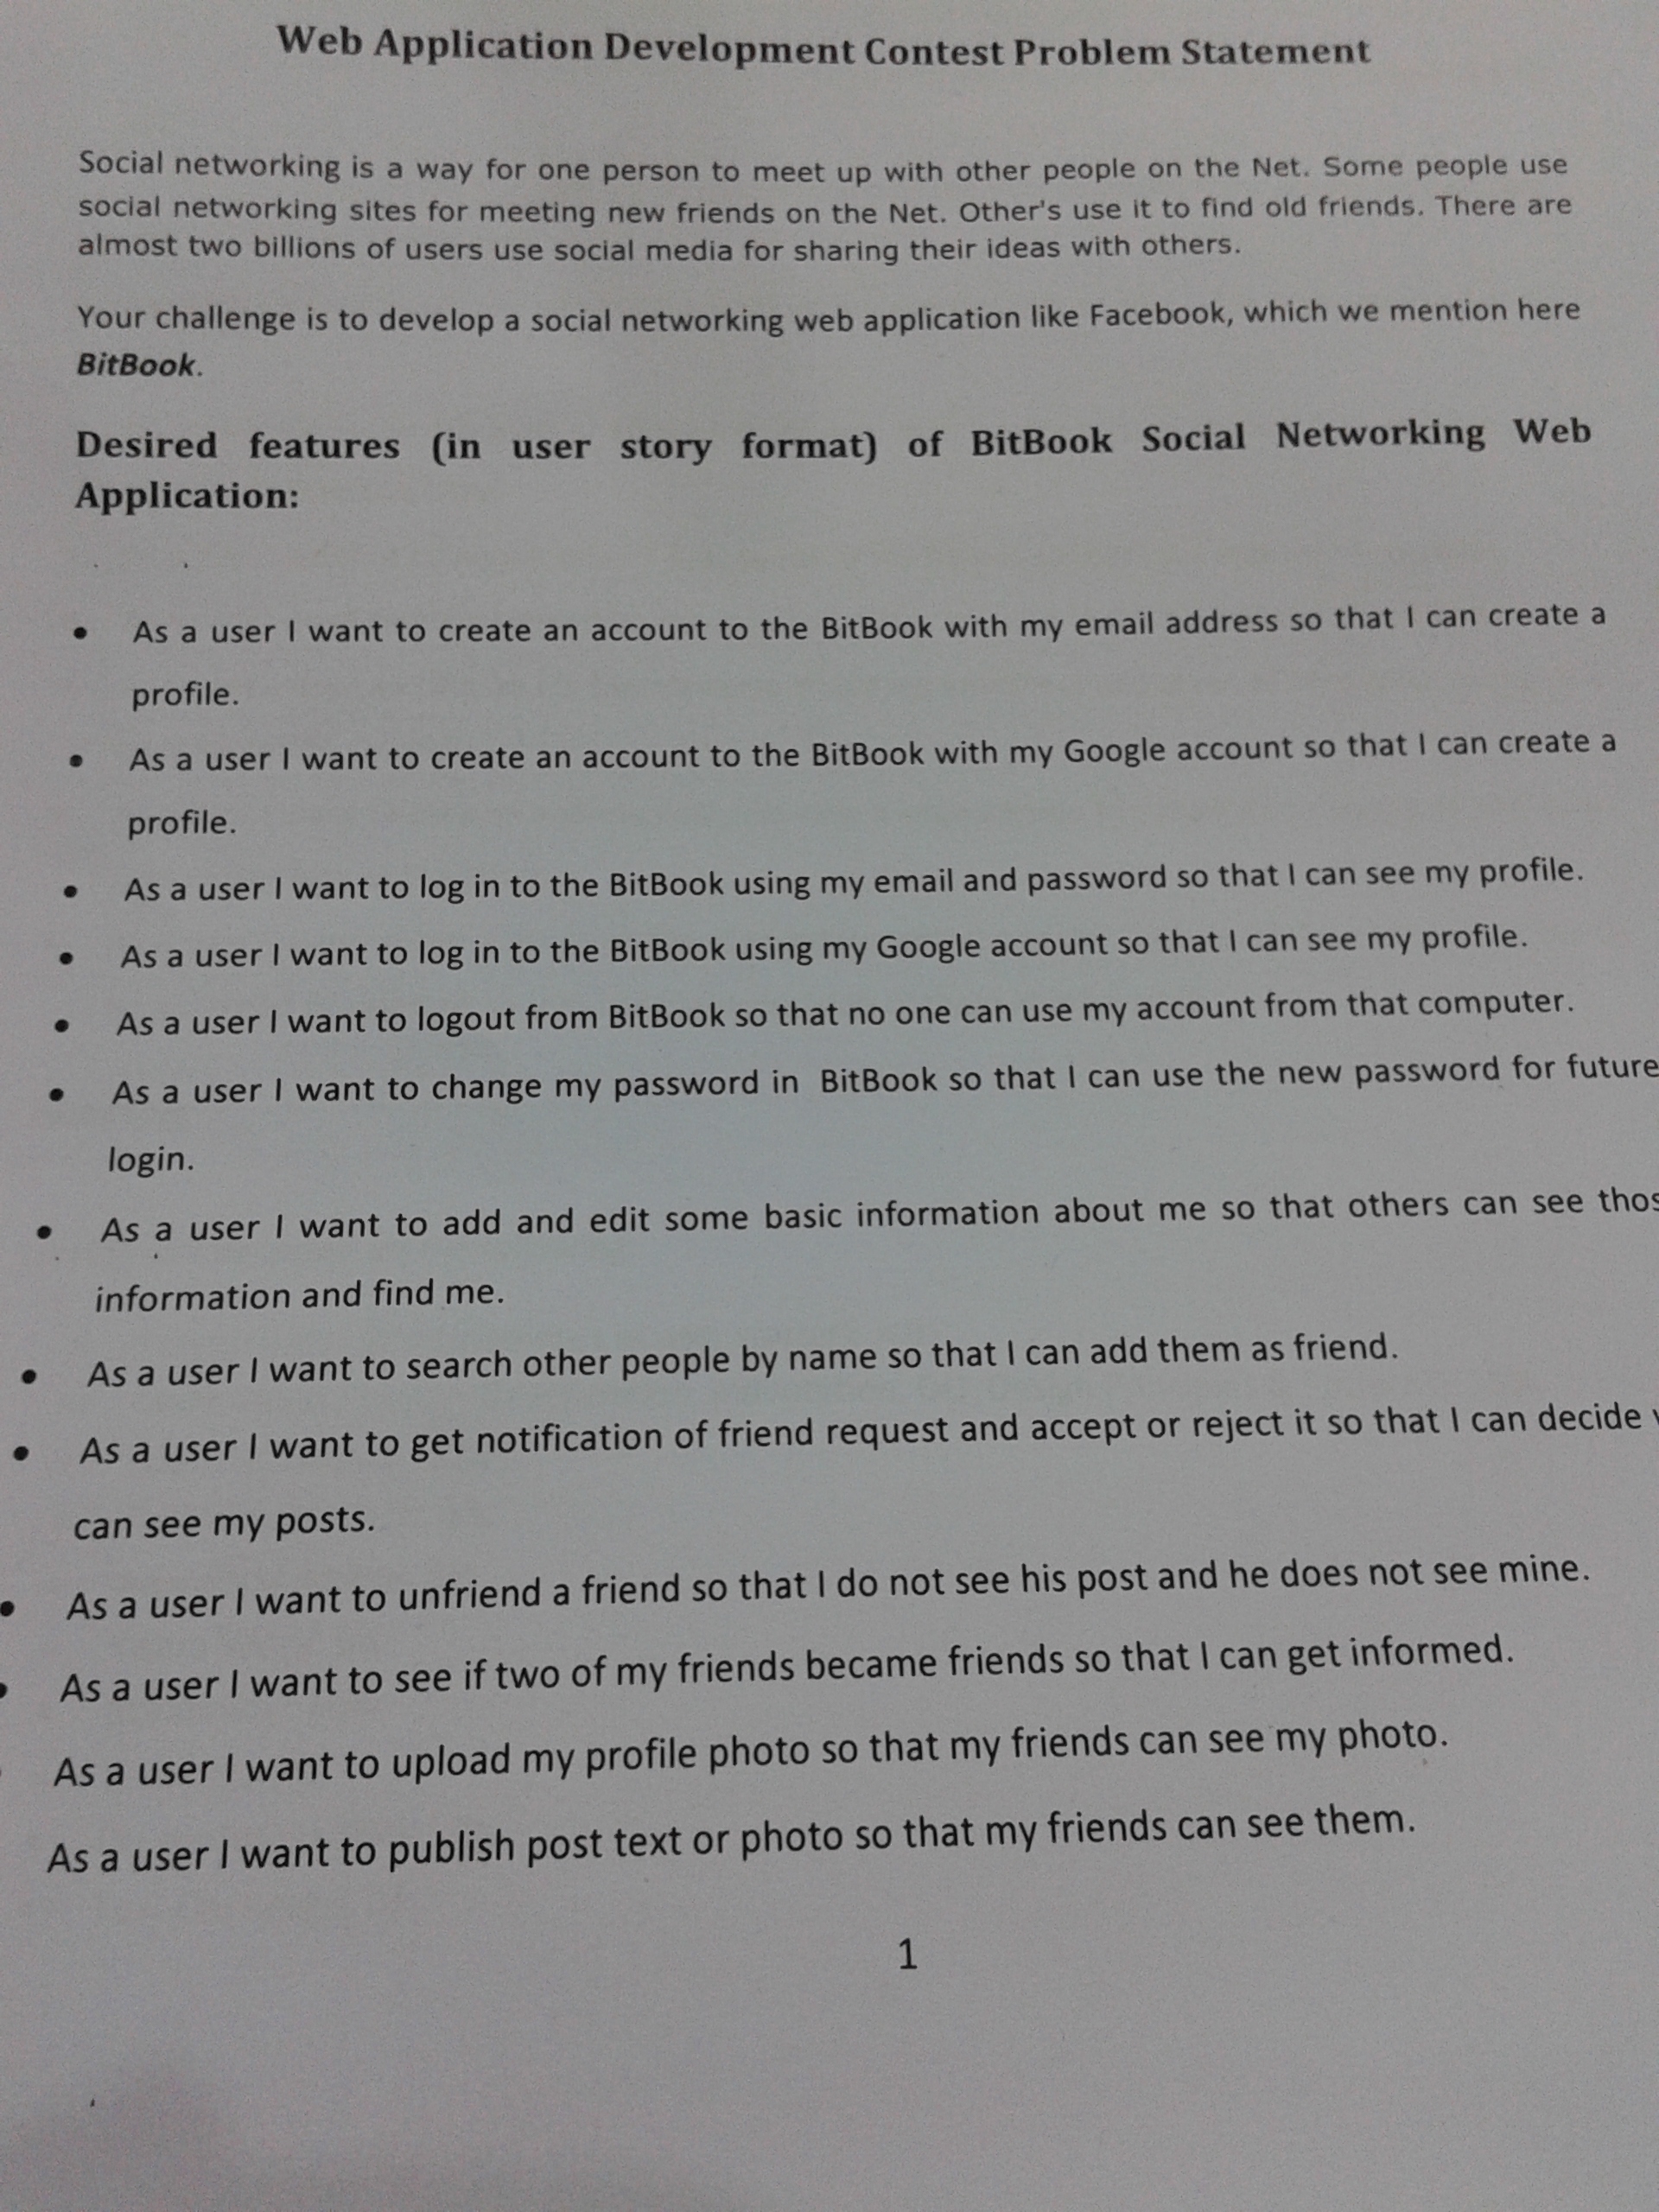 Web Application Development Contest Problem Statement
Social networking is a way for one person to meet up with other people on the Net. Some people use
social networking sites for meeting new friends on the Net. Other's use it to find old friends. There are
almost two billions of users use social media for sharing their ideas with others.
Your challenge is to develop a social networking web application like Facebook, which we mention here
BitBook.
Desired features (in user story format) of BitBook Social Networking Web
Application:
• As a user I want to create an account to the BitBook with my email address so that I can create a
profile.
• As a user I want to create an account to the BitBook with my Google account so that I can create a
profile.
• As a user I want to log in to the BitBook using my email and password so that I can see my profile.
• As a user I want to log in to the BitBook using my Google account so that I can see my profile.
• As a user I want to logout from BitBook so that no one can use my account from that computer.
• As a user I want to change my password in BitBook so that I can use the new password for future
login.
• As a user I want to add and edit some basic information about me so that others can see
information and find me.
• As a user I want to search other people by name so that I can add them as friend.
• As a user I want to get notification of friend request and accept or reject it so that I can decide
can see my posts.
• As a user I want to unfriend a friend so that I do not see his post and he does not see mine.
• As a user I want to see if two of my friends became friends so that I can get informed.
As a user I want to upload my profile photo so that my friends can see my photo.
As a user I want to publish post text or photo so that my friends can see them.
1